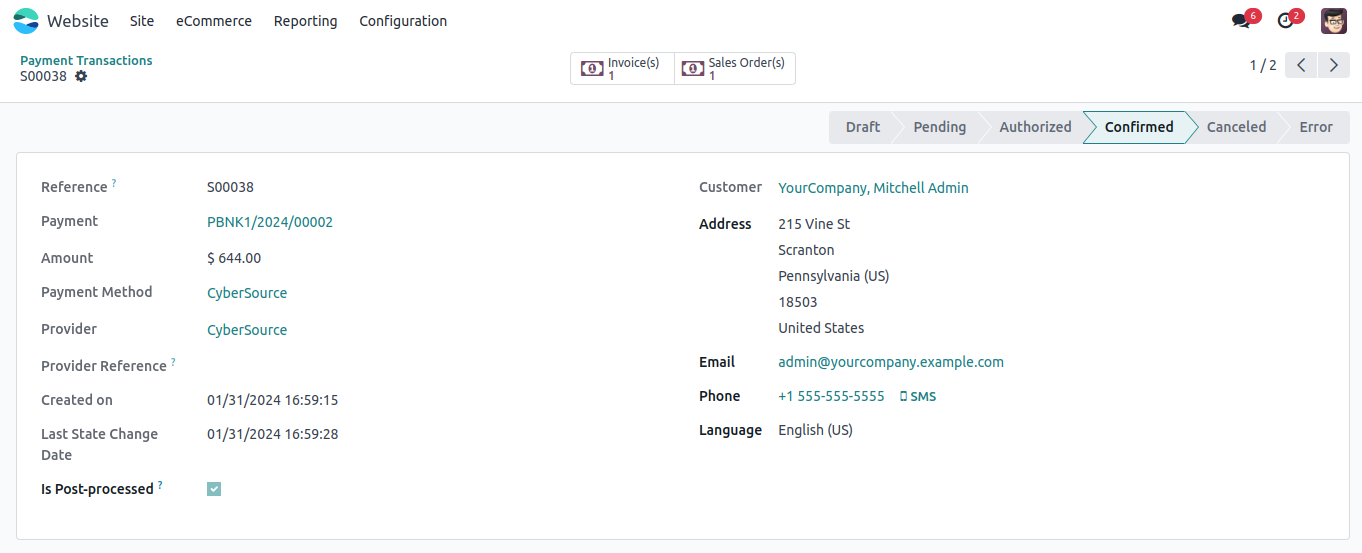 Website Site eCommerce Reporting Configuration 6 2
Payment Transactions
S00038
Invoice(s)
1
Sales Order(s)
1
1 / 2
Draft Pending Authorized Confirmed Canceled Error
Reference ? S00038
Payment PBNK1/2024/00002
Amount $ 644.00
Payment Method CyberSource
Provider CyberSource
Provider Reference ?
Created on 01/31/2024 16:59:15
Last State Change 01/31/2024 16:59:28
Date
Is Post-processed ?
Customer YourCompany, Mitchell Admin
Address 215 Vine St
Scranton
Pennsylvania (US)
18503
United States
Email admin@yourcompany.example.com
Phone +1 555-555-5555 SMS
Language English (US)